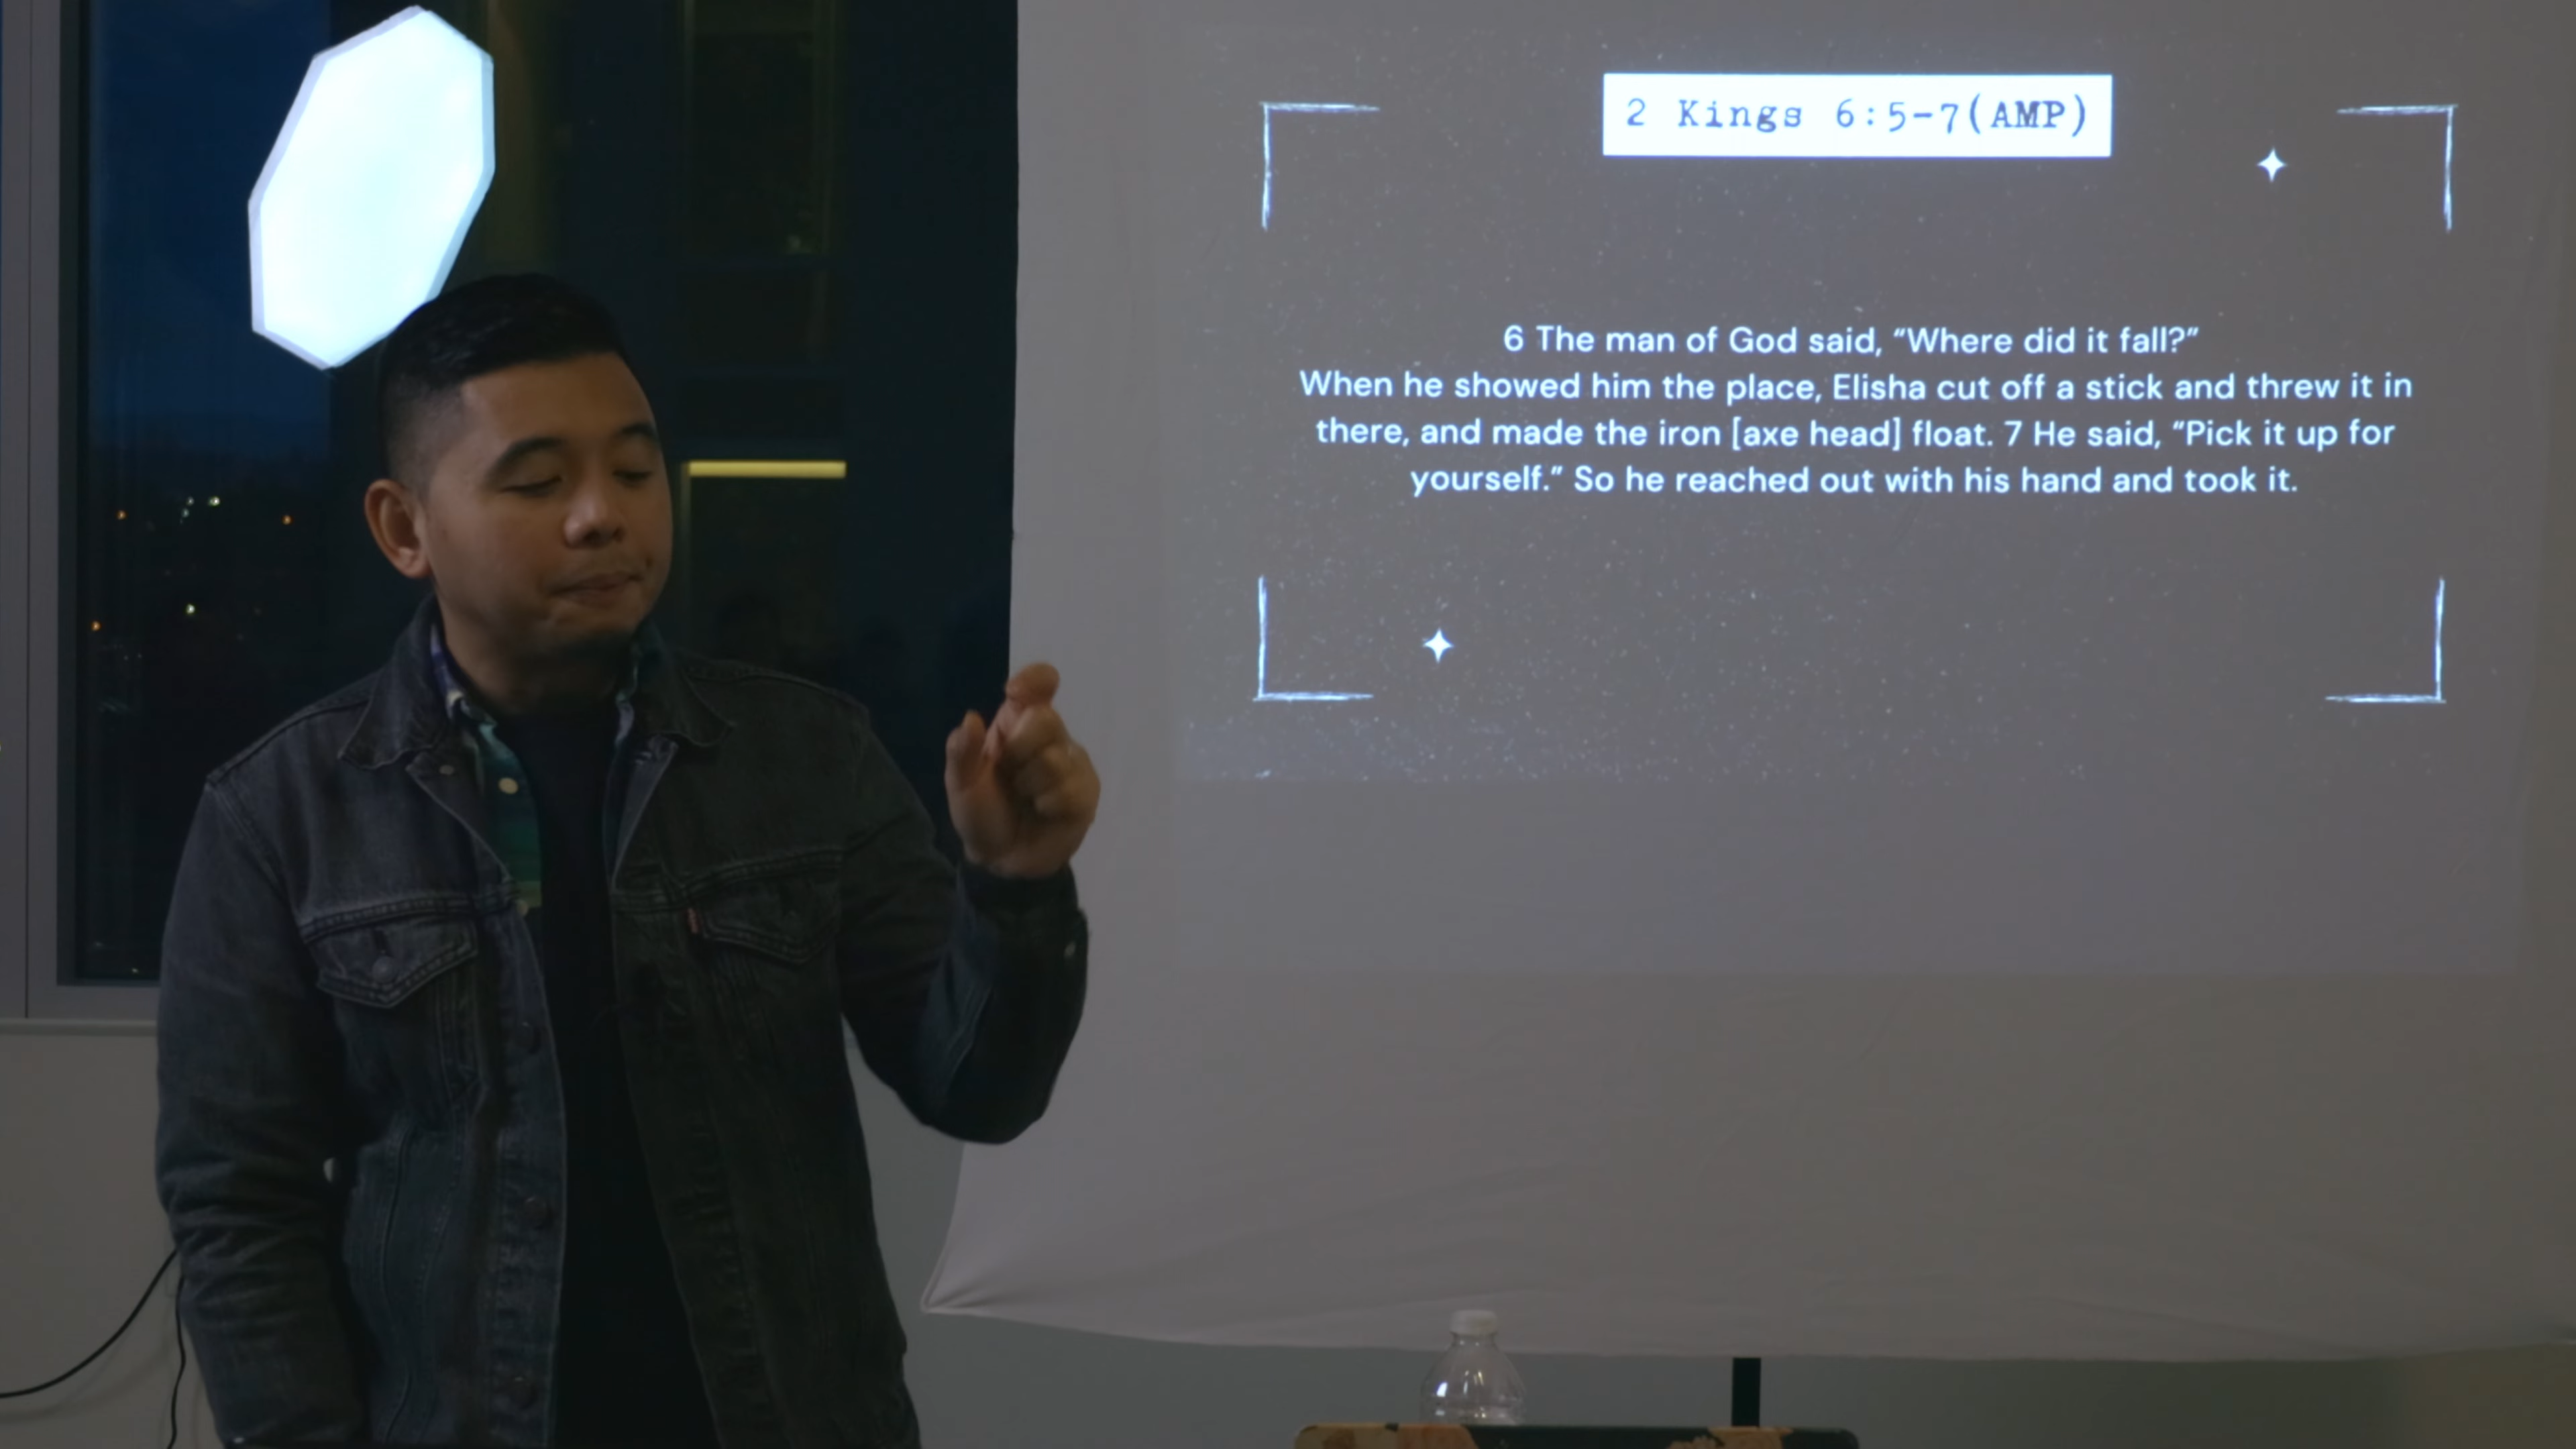 2 Kings 6:5-7(AMP)
6 The man of God said, “Where did it fall?”
When he showed him the place, Elisha cut off a stick and threw it in
there, and made the iron [axe head] float. 7 He said, “Pick it up for
yourself.” So he reached out with his hand and took it.